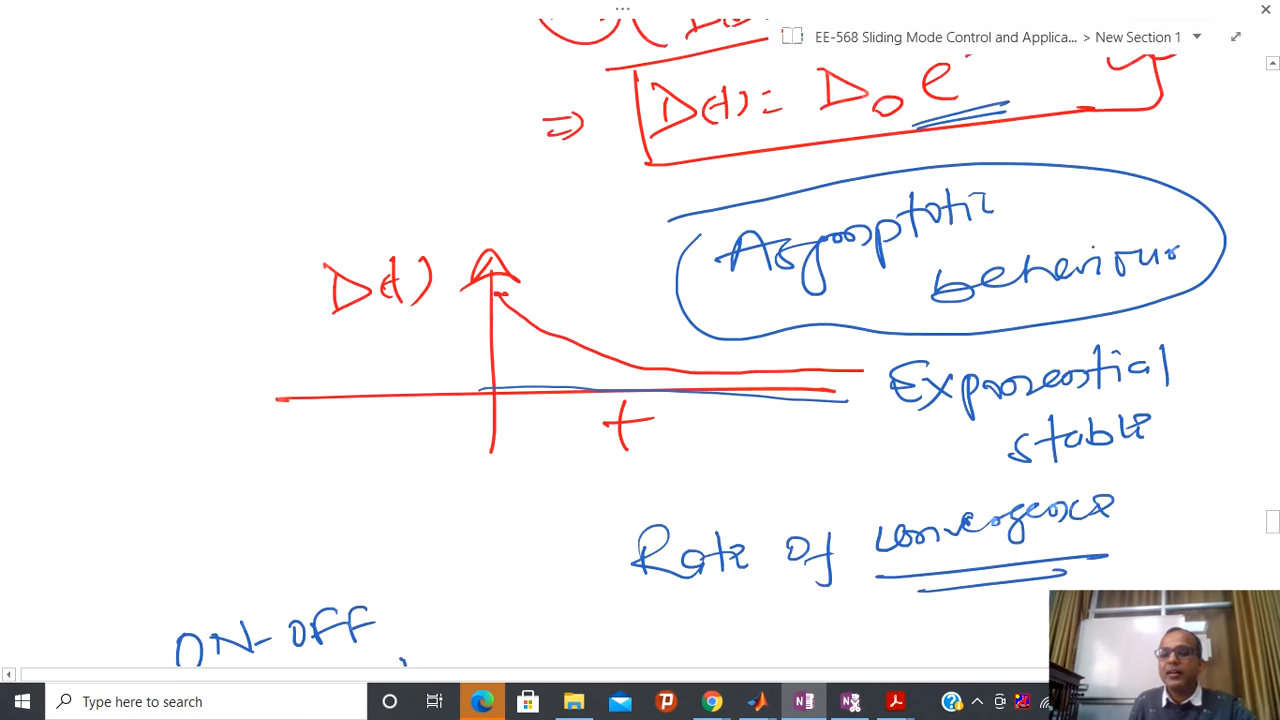 EE-568 Sliding Mode Control and Applica... > New Section 1
⇒ D(t) = D₀ e
Asymptotic
behaviour
D(t)
t
Exponential
stable
Rate of convergence
ON-OFF
Type here to search